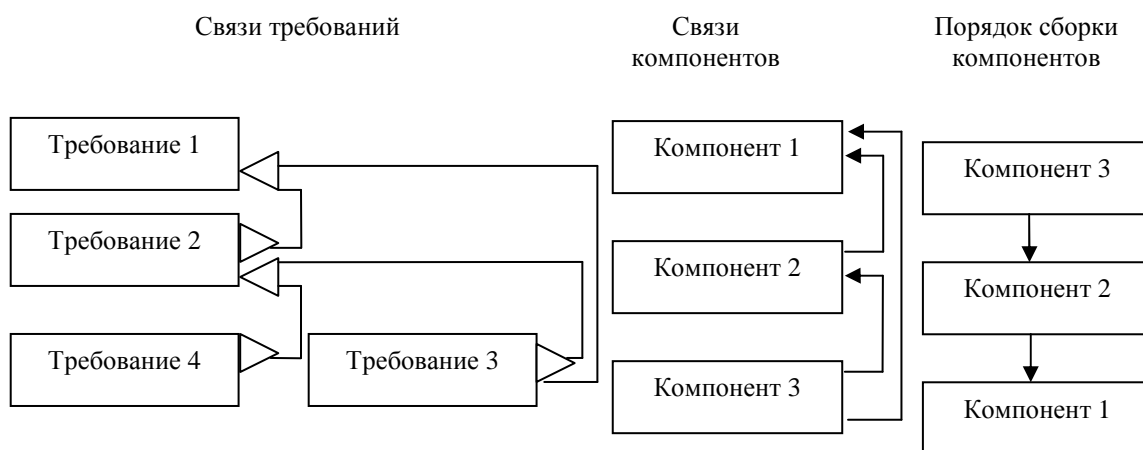 Связи требований
Связи
компонентов
Порядок сборки
компонентов
Требование 1
Требование 2
Требование 4
Требование 3
Компонент 1
Компонент 2
Компонент 3
Компонент 3
Компонент 2
Компонент 1